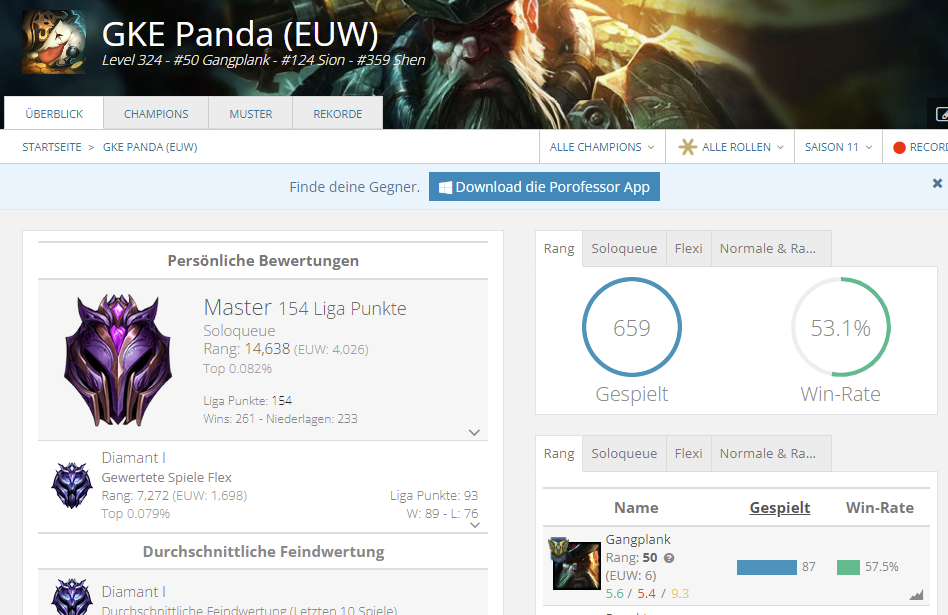 GKE Panda (EUW)
Level 324 - #50 Gangplank - #124 Sion - #359 Shen
ÜBERBLICK CHAMPIONS MUSTER REKORDE
STARTSEITE > GKE PANDA (EUW) ALLE CHAMPIONS ALLE ROLLEN SAISON 11 RECORD
Finde deine Gegner. Download die Porofessor App ×
Persönliche Bewertungen
Master 154 Liga Punkte
Soloqueue
Rang: 14,638 (EUW: 4,026)
Top 0.082%
Liga Punkte: 154
Wins: 261 - Niederlagen: 233
Diamant I
Gewertete Spiele Flex
Rang: 7,272 (EUW: 1,698) Liga Punkte: 93
Top 0.079% W: 89 - L: 76
Durchschnittliche Feindwertung
Diamant I
Durchschnittliche Feindwertung (Letzten 10 Spiele)
Rang Soloqueue Flexi Normale & Ra...
659 53.1%
Gespielt Win-Rate
Rang Soloqueue Flexi Normale & Ra...
Name Gespielt Win-Rate
Gangplank
Rang: 50 ?
(EUW: 6) 87 57.5%
5.6 / 5.4 / 9.3